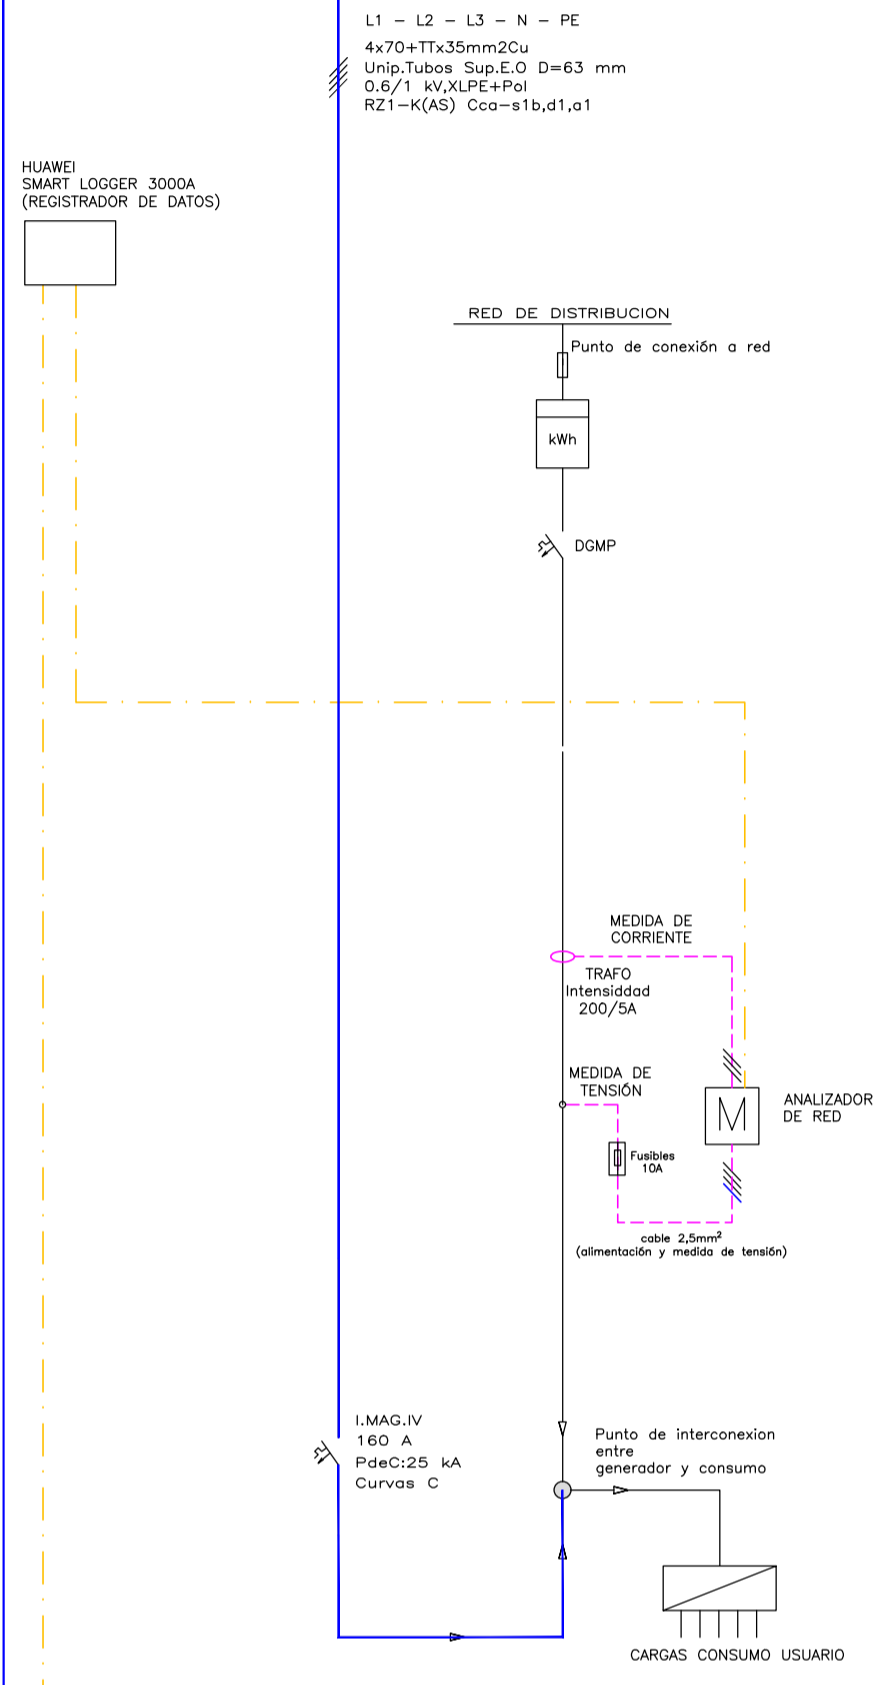 L1 - L2 - L3 - N - PE
4x70+TTx35mm2Cu
Unip.Tubos Sup.E.O D=63 mm
0.6/1 kV,XLPE+Pol
RZ1-K(AS) Cca-s1b,d1,a1
HUAWEI
SMART LOGGER 3000A
(REGISTRADOR DE DATOS)
RED DE DISTRIBUCION
Punto de conexión a red
kWh
DGMP
MEDIDA DE
CORRIENTE
TRAFO
Intensiddad
200/5A
MEDIDA DE
TENSIÓN
M
ANALIZADOR
DE RED
Fusibles
10A
cable 2,5mm²
(alimentación y medida de tensión)
I.MAG.IV
160 A
PdeC:25 kA
Curvas C
Punto de interconexion
entre
generador y consumo
CARGAS CONSUMO USUARIO